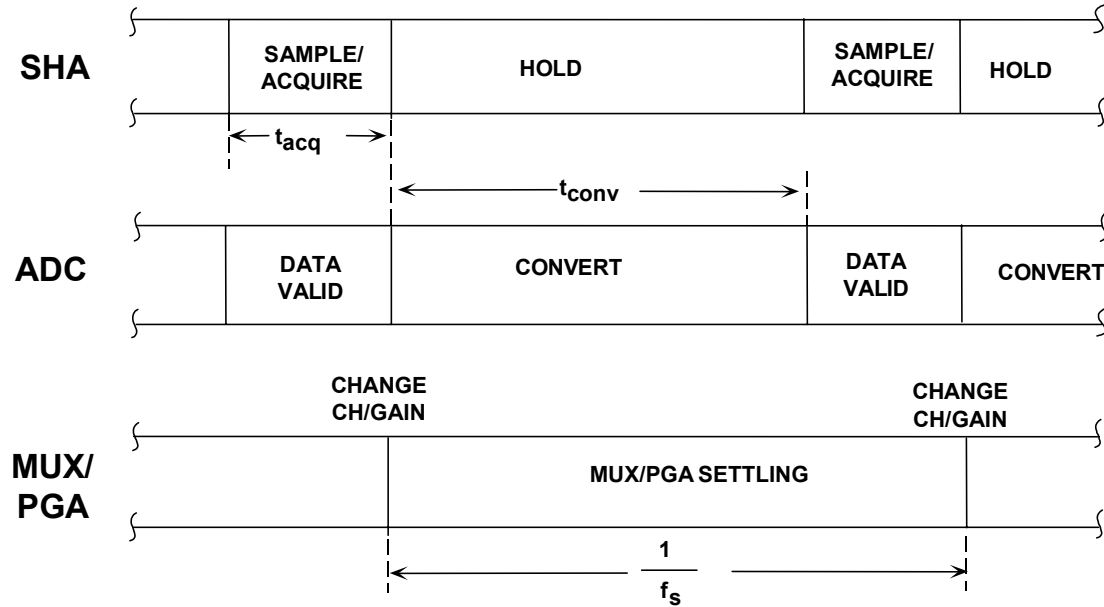 SHA
SAMPLE/
ACQUIRE
HOLD
SAMPLE/
ACQUIRE
HOLD
tacq
tconv
ADC
DATA
VALID
CONVERT
DATA
VALID
CONVERT
CHANGE
CH/GAIN
CHANGE
CH/GAIN
MUX/
PGA
MUX/PGA SETTLING
1
fs